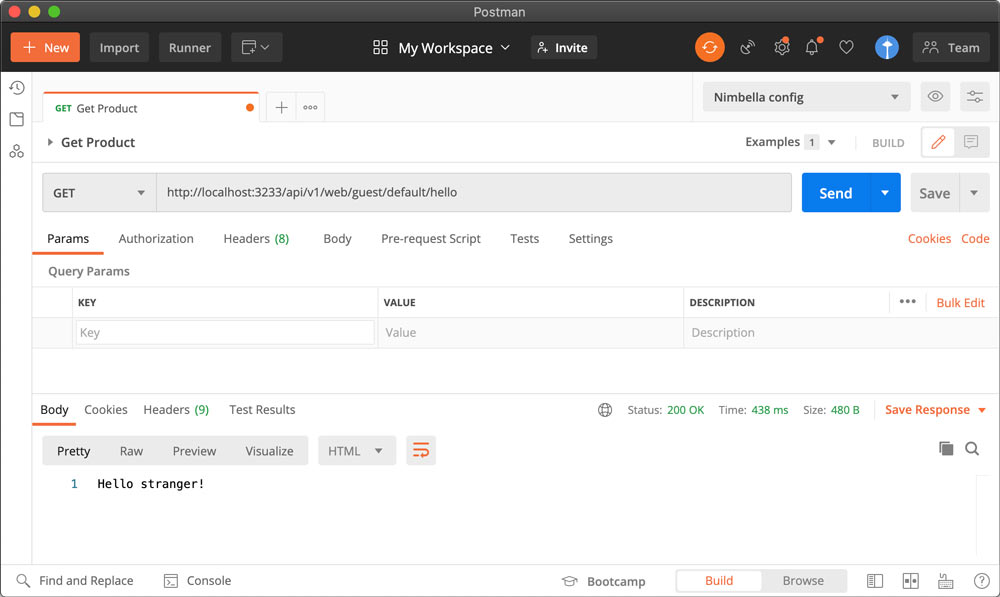 Postman
New Import Runner My Workspace Invite Team
GET Get Product
Nimbella config
Get Product Examples 1 BUILD
GET http://localhost:3233/api/v1/web/guest/default/hello Send Save
Params Authorization Headers (8) Body Pre-request Script Tests Settings Cookies Code
Query Params
KEY VALUE DESCRIPTION ••• Bulk Edit
Key Value Description
Body Cookies Headers (9) Test Results Status: 200 OK Time: 438 ms Size: 480 B Save Response
Pretty Raw Preview Visualize HTML
1 Hello stranger!
Find and Replace Console Bootcamp Build Browse